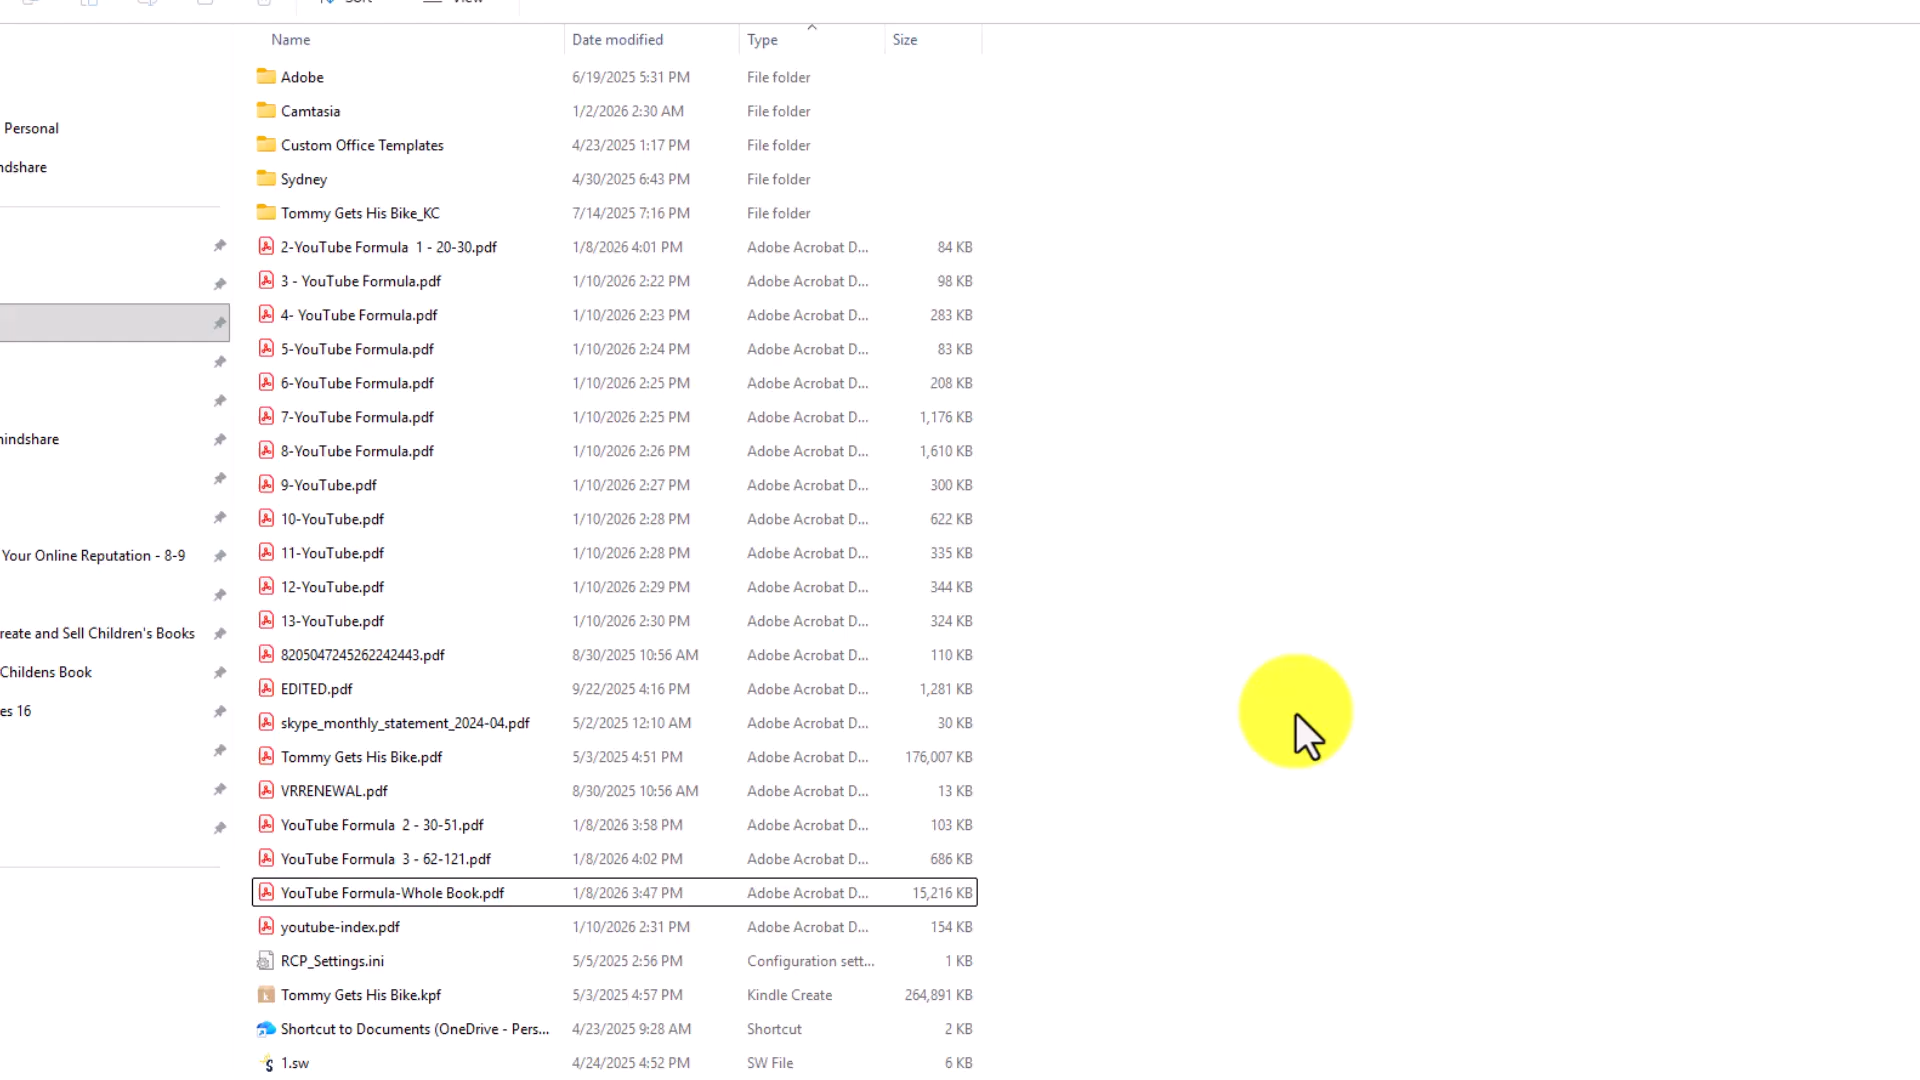 Name Date modified Type Size
Adobe 6/19/2025 5:31 PM File folder
Camtasia 1/2/2026 2:30 AM File folder
Personal
Custom Office Templates 4/23/2025 1:17 PM File folder
ndshare
Sydney 4/30/2025 6:43 PM File folder
Tommy Gets His Bike_KC 7/14/2025 7:16 PM File folder
2-YouTube Formula 1 - 20-30.pdf 1/8/2026 4:01 PM Adobe Acrobat D... 84 KB
3 - YouTube Formula.pdf 1/10/2026 2:22 PM Adobe Acrobat D... 98 KB
4- YouTube Formula.pdf 1/10/2026 2:23 PM Adobe Acrobat D... 283 KB
5-YouTube Formula.pdf 1/10/2026 2:24 PM Adobe Acrobat D... 83 KB
6-YouTube Formula.pdf 1/10/2026 2:25 PM Adobe Acrobat D... 208 KB
7-YouTube Formula.pdf 1/10/2026 2:25 PM Adobe Acrobat D... 1,176 KB
indshare
8-YouTube Formula.pdf 1/10/2026 2:26 PM Adobe Acrobat D... 1,610 KB
9-YouTube.pdf 1/10/2026 2:27 PM Adobe Acrobat D... 300 KB
10-YouTube.pdf 1/10/2026 2:28 PM Adobe Acrobat D... 622 KB
Your Online Reputation - 8-9
11-YouTube.pdf 1/10/2026 2:28 PM Adobe Acrobat D... 335 KB
12-YouTube.pdf 1/10/2026 2:29 PM Adobe Acrobat D... 344 KB
13-YouTube.pdf 1/10/2026 2:30 PM Adobe Acrobat D... 324 KB
reate and Sell Children's Books
8205047245262242443.pdf 8/30/2025 10:56 AM Adobe Acrobat D... 110 KB
Childens Book
EDITED.pdf 9/22/2025 4:16 PM Adobe Acrobat D... 1,281 KB
es 16
skype_monthly_statement_2024-04.pdf 5/2/2025 12:10 AM Adobe Acrobat D... 30 KB
Tommy Gets His Bike.pdf 5/3/2025 4:51 PM Adobe Acrobat D... 176,007 KB
VRRENEWAL.pdf 8/30/2025 10:56 AM Adobe Acrobat D... 13 KB
YouTube Formula 2 - 30-51.pdf 1/8/2026 3:58 PM Adobe Acrobat D... 103 KB
YouTube Formula 3 - 62-121.pdf 1/8/2026 4:02 PM Adobe Acrobat D... 686 KB
YouTube Formula-Whole Book.pdf 1/8/2026 3:47 PM Adobe Acrobat D... 15,216 KB
youtube-index.pdf 1/10/2026 2:31 PM Adobe Acrobat D... 154 KB
RCP_Settings.ini 5/5/2025 2:56 PM Configuration sett... 1 KB
Tommy Gets His Bike.kpf 5/3/2025 4:57 PM Kindle Create 264,891 KB
Shortcut to Documents (OneDrive - Pers... 4/23/2025 9:28 AM Shortcut 2 KB
1.sw 4/24/2025 4:52 PM SW File 6 KB